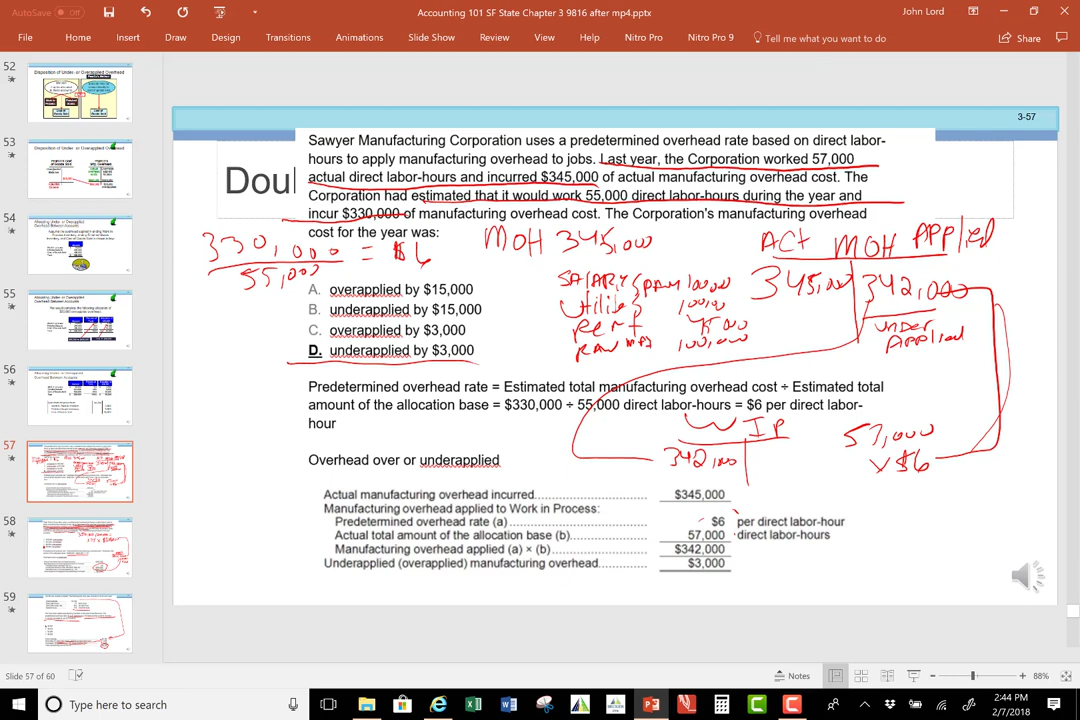 AutoSave Off
Accounting 101 SF State Chapter 3 9816 after mp4.pptx
John Lord
File Home Insert Draw Design Transitions Animations Slide Show Review View Help Nitro Pro Nitro Pro 9 Tell me what you want to do Share
52
53
54
55
56
57
58
59
3-57
Doul
Sawyer Manufacturing Corporation uses a predetermined overhead rate based on direct labor-
hours to apply manufacturing overhead to jobs. Last year, the Corporation worked 57,000
actual direct labor-hours and incurred $345,000 of actual manufacturing overhead cost. The
Corporation had estimated that it would work 55,000 direct labor-hours during the year and
incur $330,000 of manufacturing overhead cost. The Corporation's manufacturing overhead
cost for the year was:
330,000 = $6
55,000
MOH 345,000
ACT MOH APPlied
345,000 342,000
UNDER
APPlied
Utilities
Rent
A. overapplied by $15,000
B. underapplied by $15,000
C. overapplied by $3,000
D. underapplied by $3,000
Predetermined overhead rate = Estimated total manufacturing overhead cost ÷ Estimated total
amount of the allocation base = $330,000 ÷ 55,000 direct labor-hours = $6 per direct labor-
hour
WIP
342,000
57,000
x $6
Overhead over or underapplied
Actual manufacturing overhead incurred $345,000
Manufacturing overhead applied to Work in Process:
Predetermined overhead rate (a) $6 per direct labor-hour
Actual total amount of the allocation base (b) 57,000 direct labor-hours
Manufacturing overhead applied (a) × (b) $342,000
Underapplied (overapplied) manufacturing overhead $3,000
Slide 57 of 60
Notes
88%
Type here to search
2:44 PM
2/7/2018